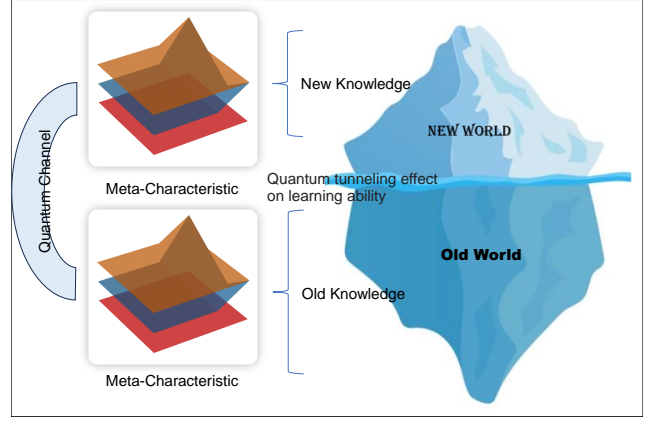 New Knowledge
NEW WORLD
Quantum Channel
Meta-Characteristic
Quantum tunneling effect
on learning ability
Old World
Old Knowledge
Meta-Characteristic